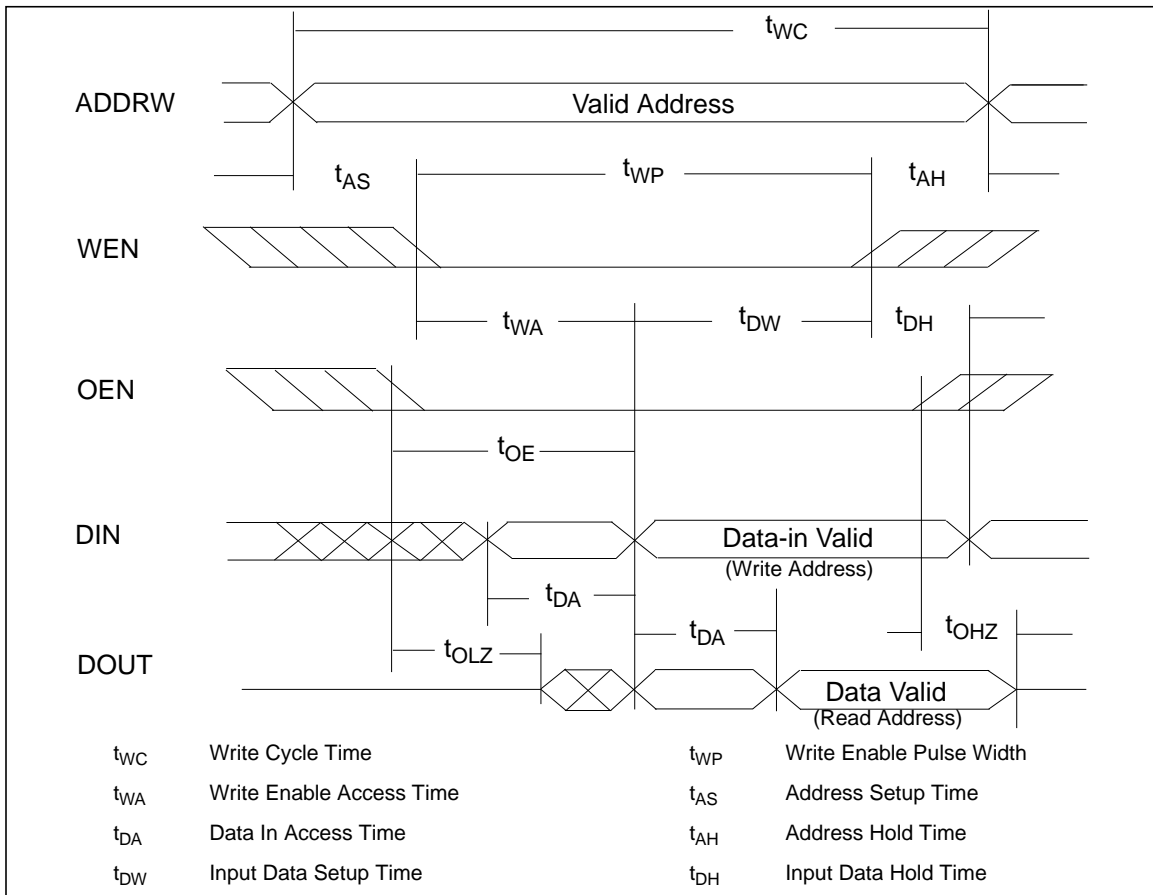 tWC
ADDRW
Valid Address
tAS
tWP
tAH
WEN
tWA
tDW
tDH
OEN
tOE
DIN
Data-in Valid
(Write Address)
tDA
tDA
tOHZ
tOLZ
DOUT
Data Valid
(Read Address)
tWC Write Cycle Time tWP Write Enable Pulse Width
tWA Write Enable Access Time tAS Address Setup Time
tDA Data In Access Time tAH Address Hold Time
tDW Input Data Setup Time tDH Input Data Hold Time